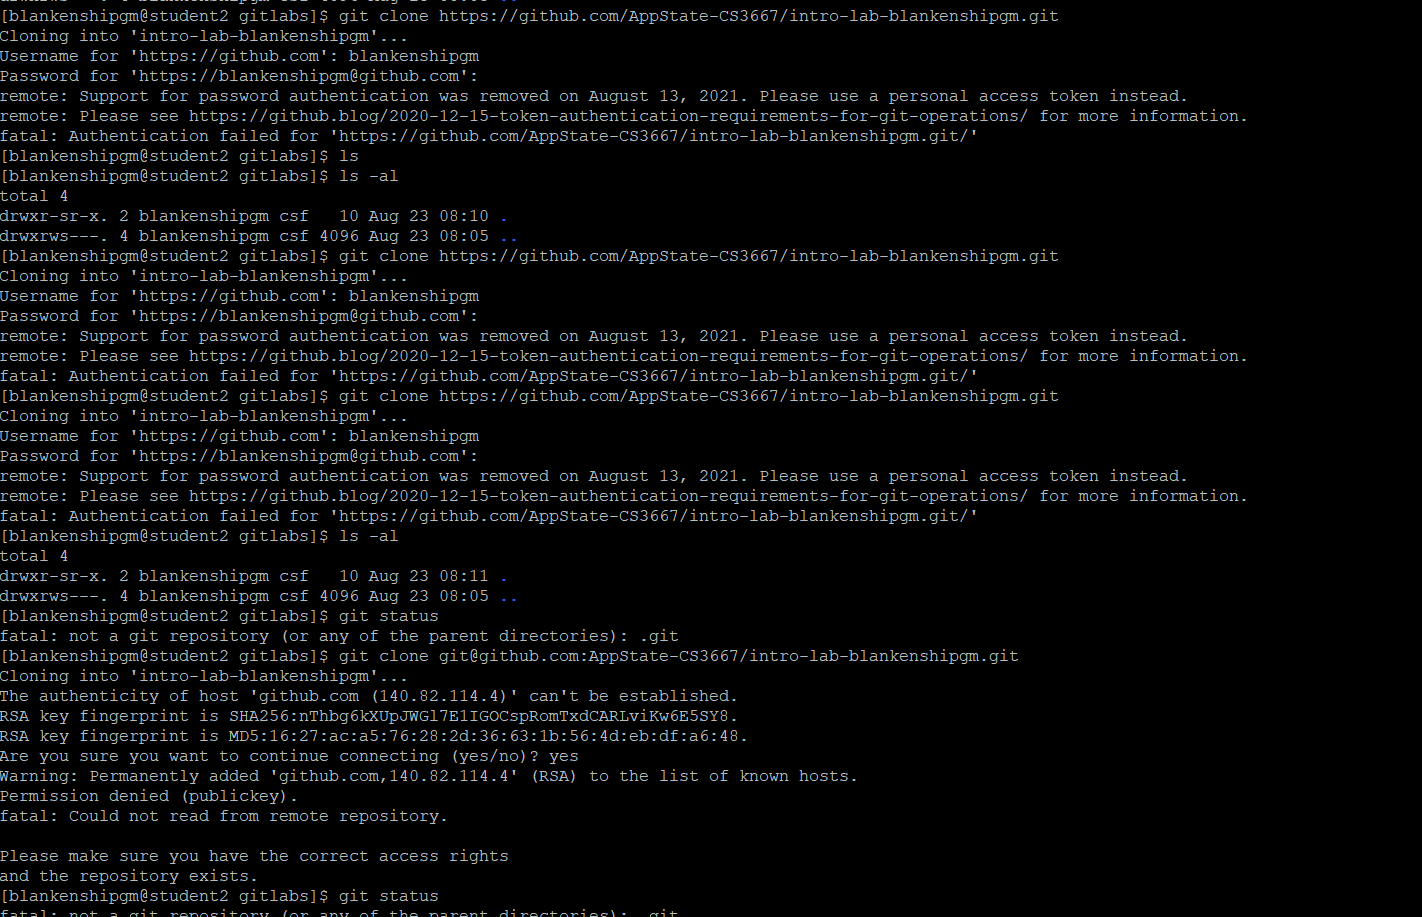 [blankenshipgm@student2 gitlabs]$ git clone https://github.com/AppState-CS3667/intro-lab-blankenshipgm.git
Cloning into 'intro-lab-blankenshipgm'...
Username for 'https://github.com': blankenshipgm
Password for 'https://blankenshipgm@github.com':
remote: Support for password authentication was removed on August 13, 2021. Please use a personal access token instead.
remote: Please see https://github.blog/2020-12-15-token-authentication-requirements-for-git-operations/ for more information.
fatal: Authentication failed for 'https://github.com/AppState-CS3667/intro-lab-blankenshipgm.git/'
[blankenshipgm@student2 gitlabs]$ ls
[blankenshipgm@student2 gitlabs]$ ls -al
total 4
drwxr-sr-x. 2 blankenshipgm csf   10 Aug 23 08:10 .
drwxrws---. 4 blankenshipgm csf 4096 Aug 23 08:05 ..
[blankenshipgm@student2 gitlabs]$ git clone https://github.com/AppState-CS3667/intro-lab-blankenshipgm.git
Cloning into 'intro-lab-blankenshipgm'...
Username for 'https://github.com': blankenshipgm
Password for 'https://blankenshipgm@github.com':
remote: Support for password authentication was removed on August 13, 2021. Please use a personal access token instead.
remote: Please see https://github.blog/2020-12-15-token-authentication-requirements-for-git-operations/ for more information.
fatal: Authentication failed for 'https://github.com/AppState-CS3667/intro-lab-blankenshipgm.git/'
[blankenshipgm@student2 gitlabs]$ git clone https://github.com/AppState-CS3667/intro-lab-blankenshipgm.git
Cloning into 'intro-lab-blankenshipgm'...
Username for 'https://github.com': blankenshipgm
Password for 'https://blankenshipgm@github.com':
remote: Support for password authentication was removed on August 13, 2021. Please use a personal access token instead.
remote: Please see https://github.blog/2020-12-15-token-authentication-requirements-for-git-operations/ for more information.
fatal: Authentication failed for 'https://github.com/AppState-CS3667/intro-lab-blankenshipgm.git/'
[blankenshipgm@student2 gitlabs]$ ls -al
total 4
drwxr-sr-x. 2 blankenshipgm csf   10 Aug 23 08:11 .
drwxrws---. 4 blankenshipgm csf 4096 Aug 23 08:05 ..
[blankenshipgm@student2 gitlabs]$ git status
fatal: not a git repository (or any of the parent directories): .git
[blankenshipgm@student2 gitlabs]$ git clone git@github.com:AppState-CS3667/intro-lab-blankenshipgm.git
Cloning into 'intro-lab-blankenshipgm'...
The authenticity of host 'github.com (140.82.114.4)' can't be established.
RSA key fingerprint is SHA256:nThbg6kXUpJWGl7E1IGOCspRomTxdCARLviKw6E5SY8.
RSA key fingerprint is MD5:16:27:ac:a5:76:28:2d:36:63:1b:56:4d:eb:df:a6:48.
Are you sure you want to continue connecting (yes/no)? yes
Warning: Permanently added 'github.com,140.82.114.4' (RSA) to the list of known hosts.
Permission denied (publickey).
fatal: Could not read from remote repository.

Please make sure you have the correct access rights
and the repository exists.
[blankenshipgm@student2 gitlabs]$ git status
fatal: not a git repository (or any of the parent directories): .git